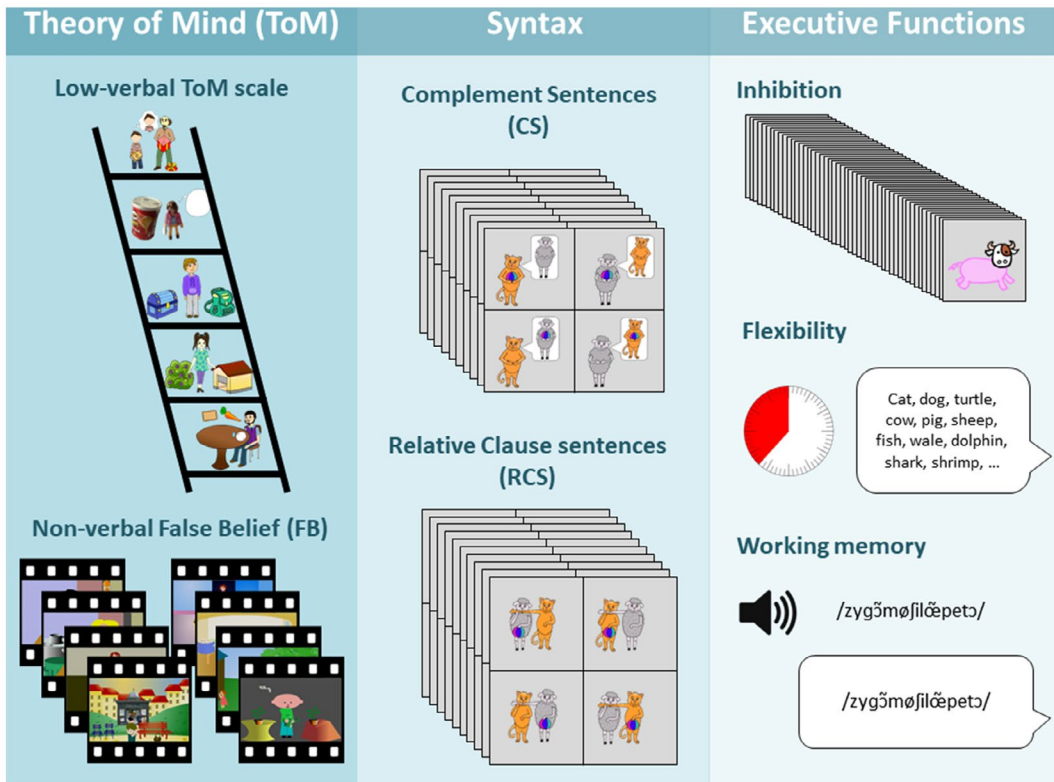 Theory of Mind (ToM)
Low-verbal ToM scale
Non-verbal False Belief (FB)
Syntax
Complement Sentences
(CS)
Relative Clause sentences
(RCS)
Executive Functions
Inhibition
Flexibility
Cat, dog, turtle,
cow, pig, sheep,
fish, wale, dolphin,
shark, shrimp, ...
Working memory
/zygɔ̃møʃilœ̃petɔ/
/zygɔ̃møʃilœ̃petɔ/